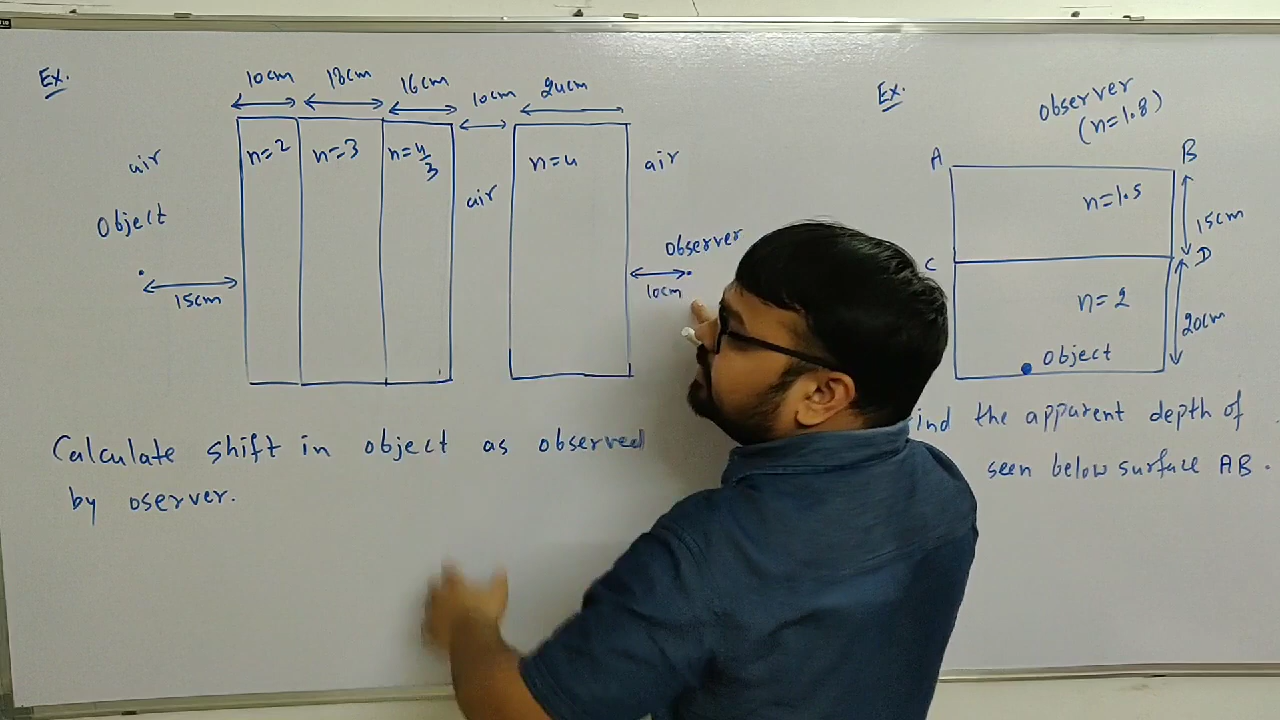 Ex.
10cm 18cm 16cm 10cm 24cm
air n=2 n=3 n=4/3 air n=4 air
Object
observer
15cm
10cm
Calculate shift in object as observed
by oserver.
Ex.
observer
(n=1.8)
A B
n=1.5
15cm
C D
n=2
20cm
Object
ind the apparent depth of
seen below surface AB.